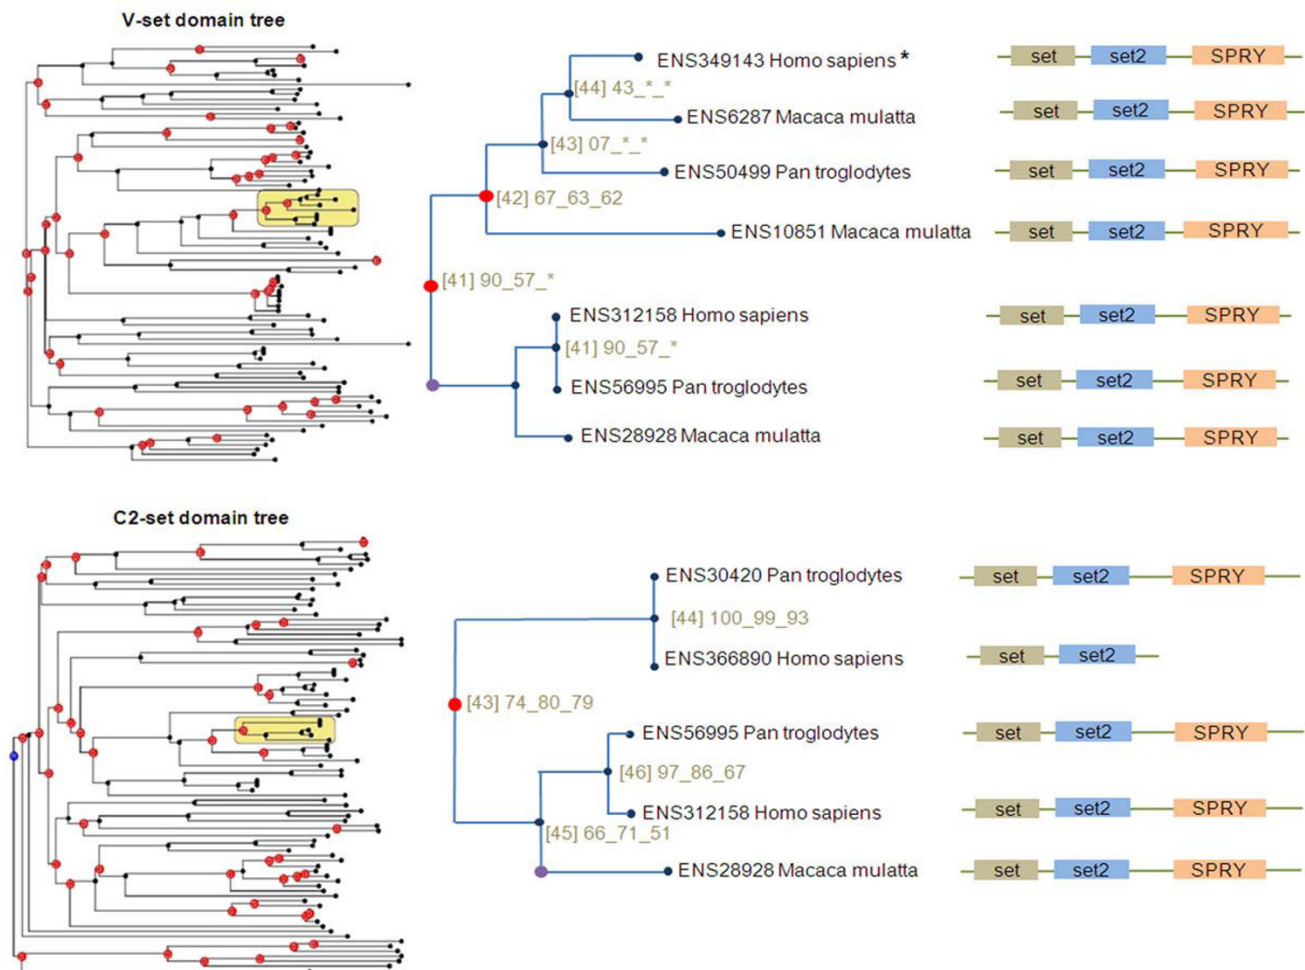 V-set domain tree
ENS349143 Homo sapiens*
set set2 SPRY
[44] 43_*_*
ENS6287 Macaca mulatta
set set2 SPRY
[43] 07_*_*
ENS50499 Pan troglodytes
set set2 SPRY
[42] 67_63_62
ENS10851 Macaca mulatta
set set2 SPRY
[41] 90_57_*
ENS312158 Homo sapiens
set set2 SPRY
[41] 90_57_*
ENS56995 Pan troglodytes
set set2 SPRY
ENS28928 Macaca mulatta
set set2 SPRY
C2-set domain tree
ENS30420 Pan troglodytes
set set2 SPRY
[44] 100_99_93
ENS366890 Homo sapiens
set set2
[43] 74_80_79
ENS56995 Pan troglodytes
set set2 SPRY
[46] 97_86_67
ENS312158 Homo sapiens
set set2 SPRY
[45] 66_71_51
ENS28928 Macaca mulatta
set set2 SPRY